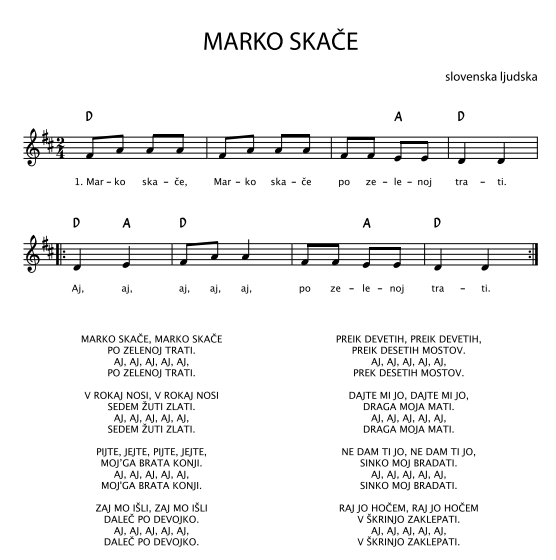 MARKO SKAČE
slovenska ljudska
D A D
2
4
1. Mar – ko ska – če, Mar – ko ska – če po ze – le – noj tra – ti.
D A D A D
Aj, aj, aj, aj, aj, po ze – le – noj tra – ti.
MARKO SKAČE, MARKO SKAČE
PO ZELENOJ TRATI.
AJ, AJ, AJ, AJ, AJ,
PO ZELENOJ TRATI.
V ROKAJ NOSI, V ROKAJ NOSI
SEDEM ŽUTI ZLATI.
AJ, AJ, AJ, AJ, AJ,
SEDEM ŽUTI ZLATI.
PIJTE, JEJTE, PIJTE, JEJTE,
MOJ'GA BRATA KONJI.
AJ, AJ, AJ, AJ, AJ,
MOJ'GA BRATA KONJI.
ZAJ MO IŠLI, ZAJ MO IŠLI
DALEČ PO DEVOJKO.
AJ, AJ, AJ, AJ, AJ,
DALEČ PO DEVOJKO.
PREIK DEVETIH, PREIK DEVETIH,
PREIK DESETIH MOSTOV.
AJ, AJ, AJ, AJ, AJ,
PREK DESETIH MOSTOV.
DAJTE MI JO, DAJTE MI JO,
DRAGA MOJA MATI.
AJ, AJ, AJ, AJ, AJ,
DRAGA MOJA MATI.
NE DAM TI JO, NE DAM TI JO,
SINKO MOJ BRADATI.
AJ, AJ, AJ, AJ, AJ,
SINKO MOJ BRADATI.
RAJ JO HOČEM, RAJ JO HOČEM
V ŠKRINJO ZAKLEPATI.
AJ, AJ, AJ, AJ, AJ,
V ŠKRINJO ZAKLEPATI.